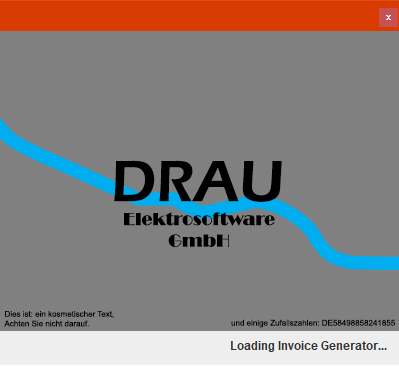 x
DRAU
Elektrosoftware
GmbH
Dies ist: ein kosmetischer Text,
Achten Sie nicht darauf.
und einige Zufallszahlen: DE58498858241855
Loading Invoice Generator...